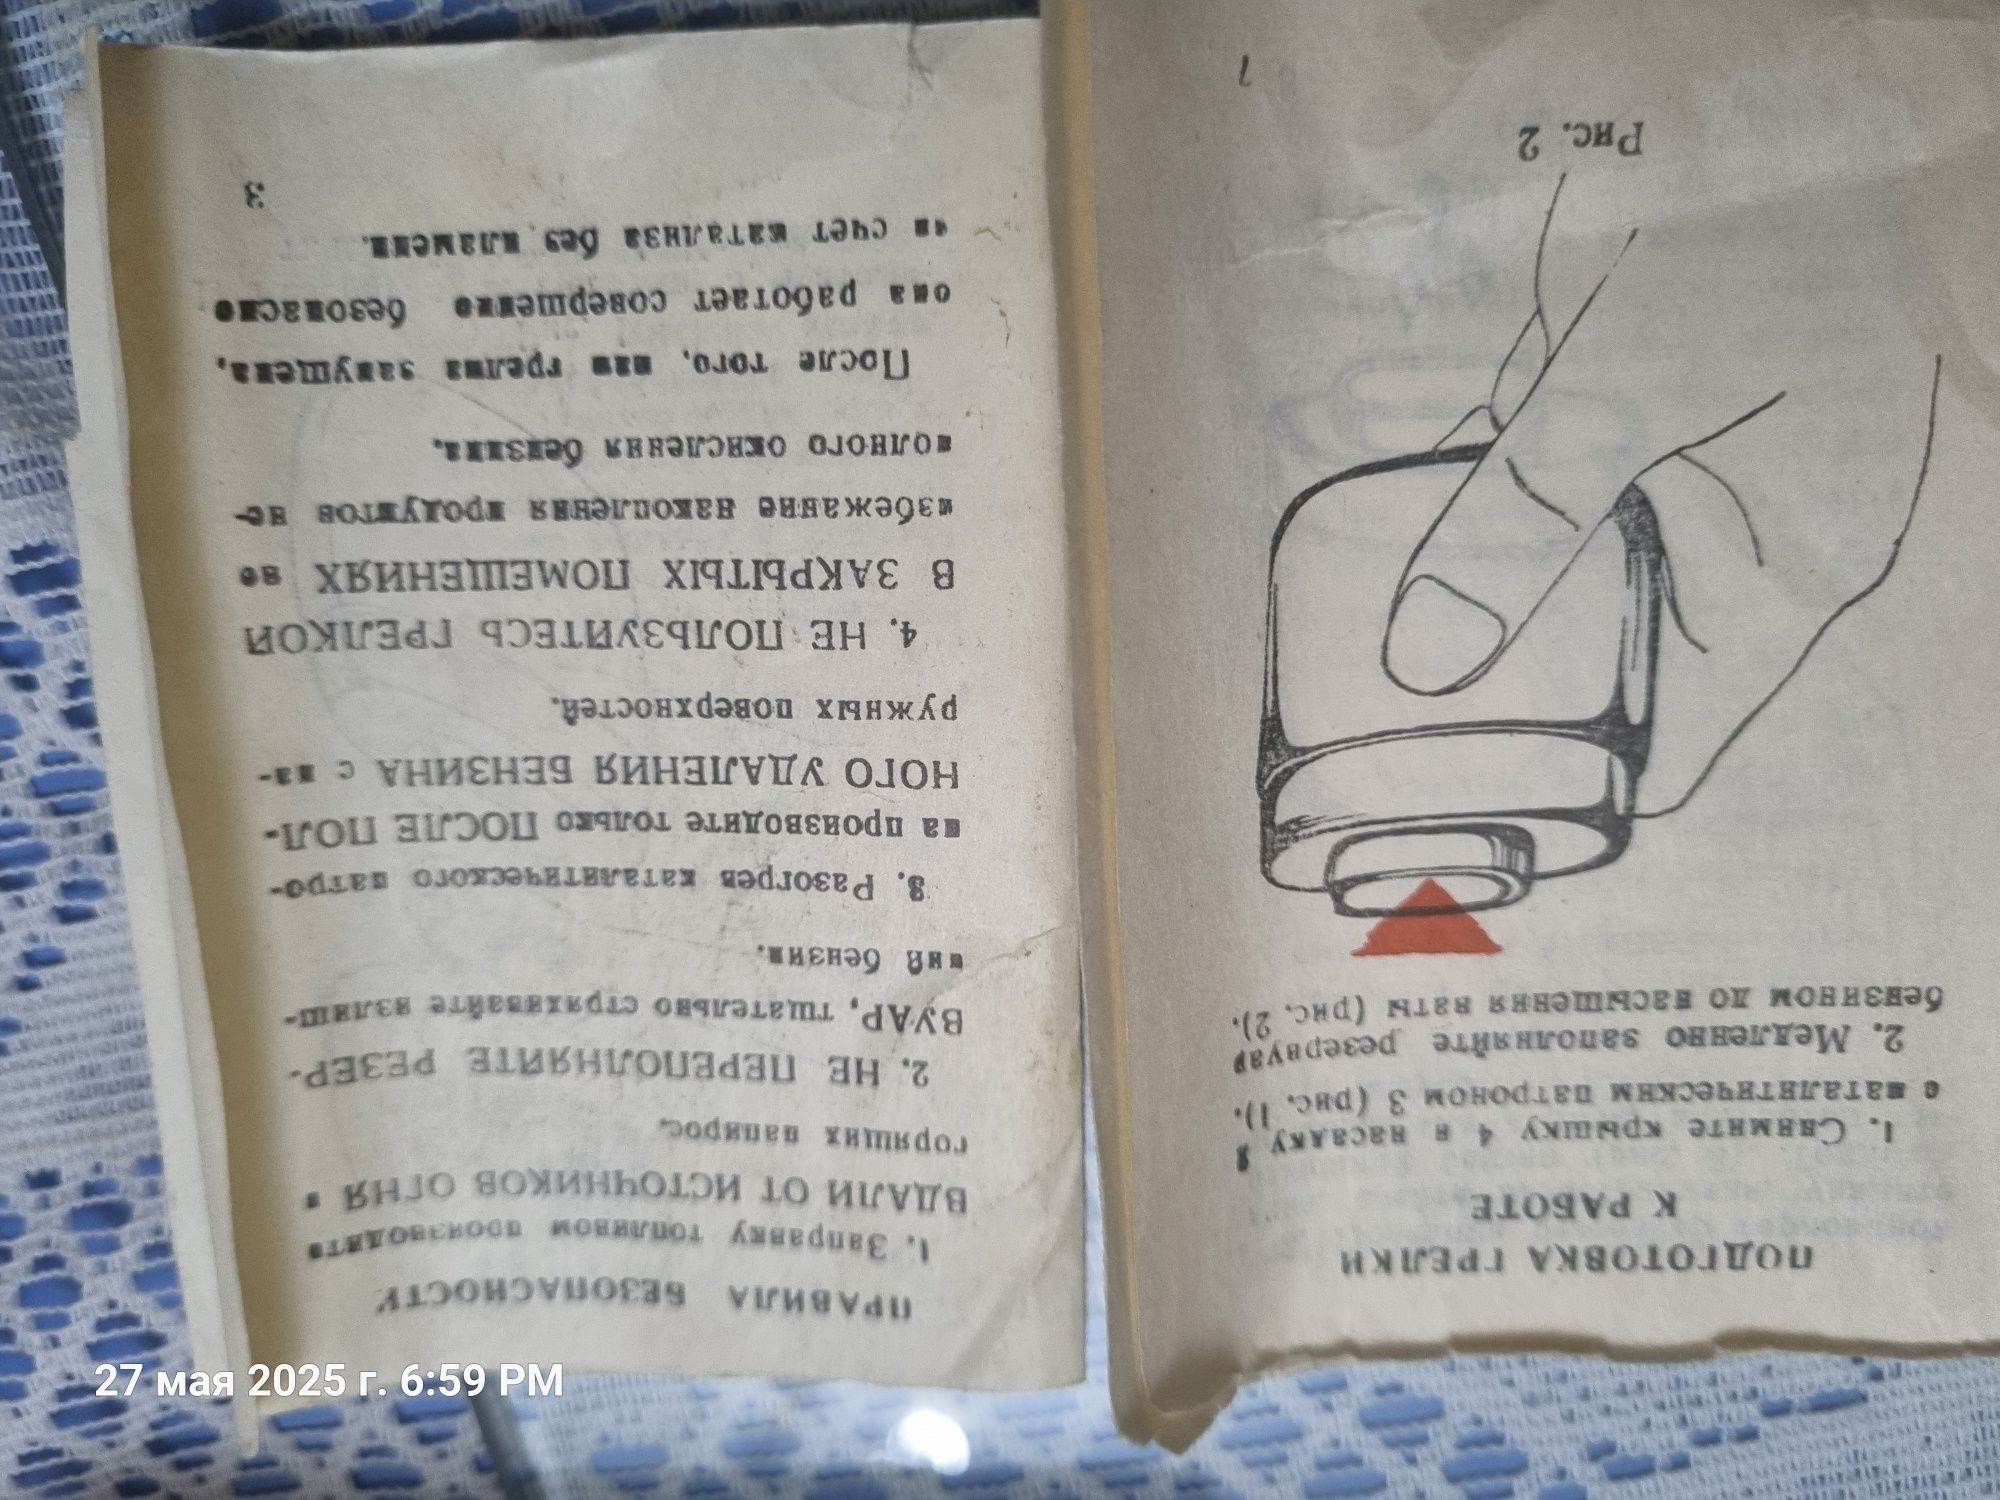 ПОДГОТОВКА ГРЕЛКИ
К РАБОТЕ
1. Снимите крышку 4 и насадку 2
с каталитическим патроном 3 (рис. 1).
2. Медленно заполняйте резервуар
бензином до насыщения ваты (рис. 2).
Рис. 2
7
ПРАВИЛА БЕЗОПАСНОСТИ
1. Заправку топливом производите
ВДАЛИ ОТ ИСТОЧНИКОВ ОГНЯ и
горящих папирос.
2. НЕ ПЕРЕПОЛНЯЙТЕ РЕЗЕР-
ВУАР, тщательно стряхивайте излиш-
ний бензин.
3. Разогрев каталитического патро-
на производите только ПОСЛЕ ПОЛ-
НОГО УДАЛЕНИЯ БЕНЗИНА с на-
ружных поверхностей.
4. НЕ ПОЛЬЗУЙТЕСЬ ГРЕЛКОЙ
В ЗАКРЫТЫХ ПОМЕЩЕНИЯХ во
избежание накопления продуктов не-
полного окисления бензина.
После того, как грелка запущена,
она работает совершенно безопасно
за счет катализа без пламени.
3
27 мая 2025 г. 6:59 PM